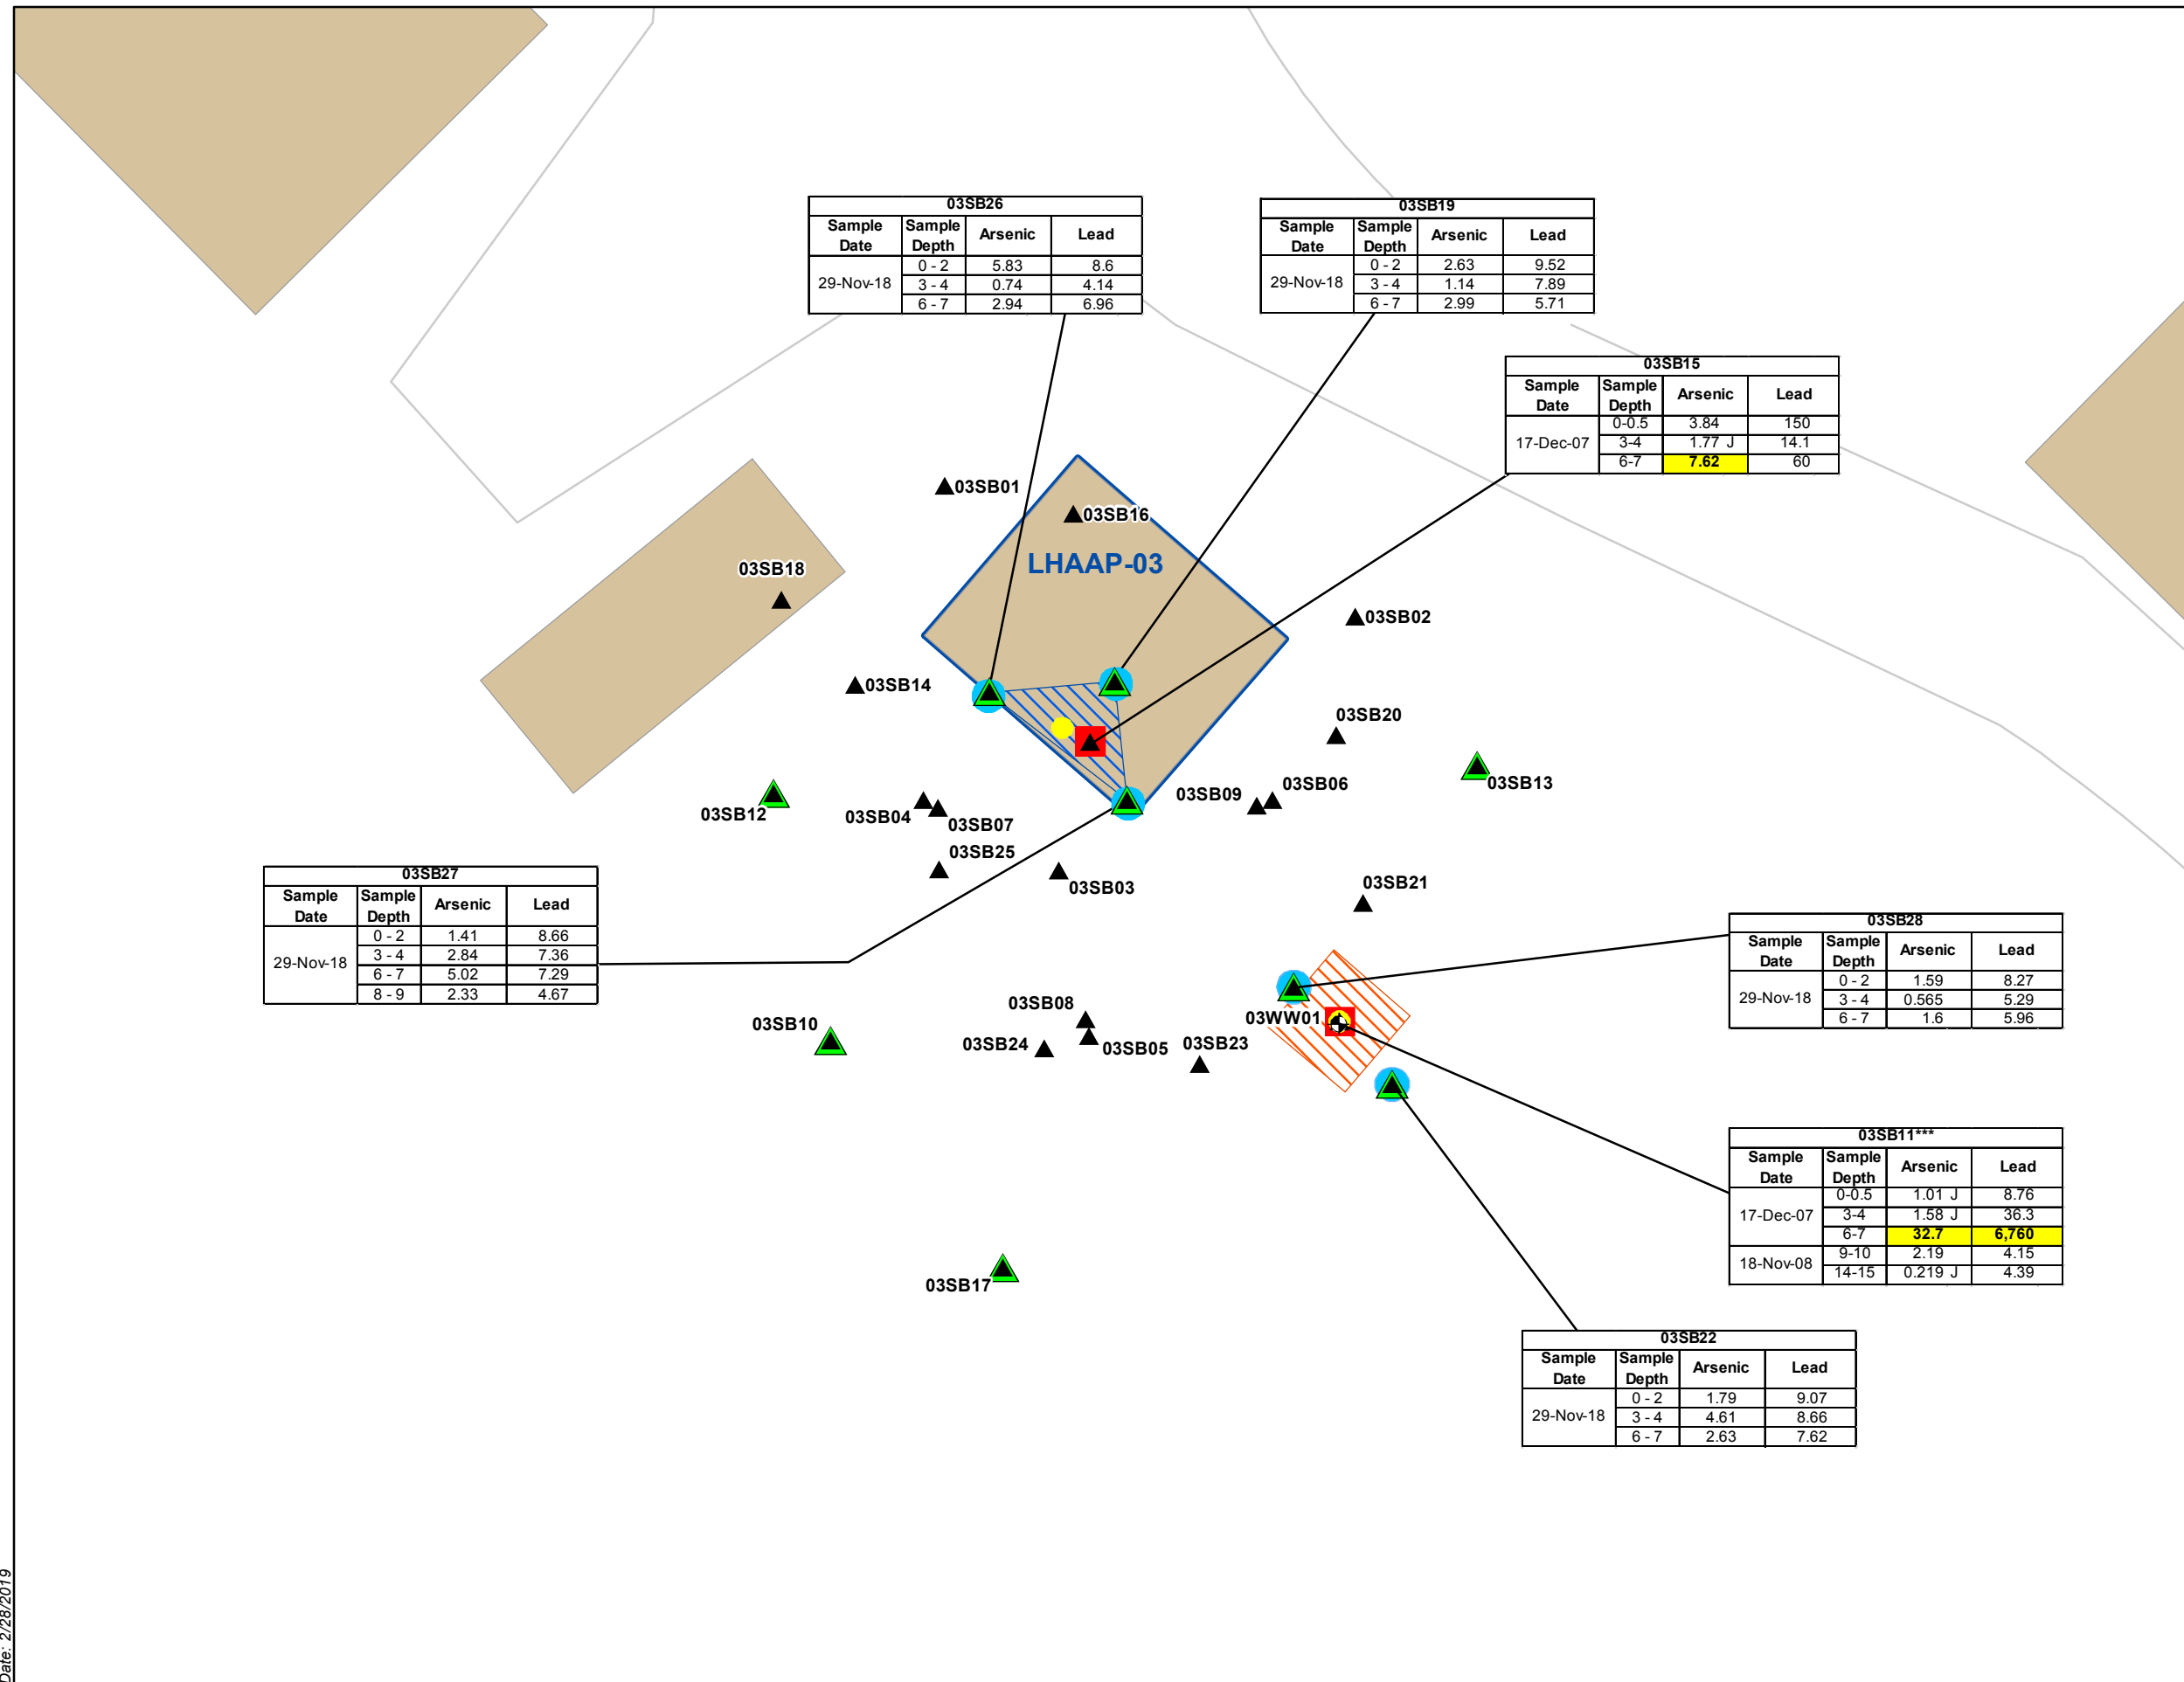 03SB26
Sample Date Sample Depth Arsenic Lead
29-Nov-18 0 - 2 5.83 8.6
3 - 4 0.74 4.14
6 - 7 2.94 6.96
03SB19
Sample Date Sample Depth Arsenic Lead
29-Nov-18 0 - 2 2.63 9.52
3 - 4 1.14 7.89
6 - 7 2.99 5.71
03SB15
Sample Date Sample Depth Arsenic Lead
17-Dec-07 0-0.5 3.84 150
3-4 1.77 J 14.1
6-7 7.62 60
03SB01
03SB16
LHAAP-03
03SB18
03SB02
03SB14
03SB20
03SB13
03SB06
03SB09
03SB12
03SB04
03SB07
03SB25
03SB03
03SB21
03SB27
Sample Date Sample Depth Arsenic Lead
29-Nov-18 0 - 2 1.41 8.66
3 - 4 2.84 7.36
6 - 7 5.02 7.29
8 - 9 2.33 4.67
03SB28
Sample Date Sample Depth Arsenic Lead
29-Nov-18 0 - 2 1.59 8.27
3 - 4 0.565 5.29
6 - 7 1.6 5.96
03SB08
03WW01
03SB10
03SB24
03SB05
03SB23
03SB11***
Sample Date Sample Depth Arsenic Lead
17-Dec-07 0-0.5 1.01 J 8.76
3-4 1.58 J 36.3
6-7 32.7 6,760
18-Nov-08 9-10 2.19 4.15
14-15 0.219 J 4.39
03SB17
03SB22
Sample Date Sample Depth Arsenic Lead
29-Nov-18 0 - 2 1.79 9.07
3 - 4 4.61 8.66
6 - 7 2.63 7.62
Date: 2/28/2019